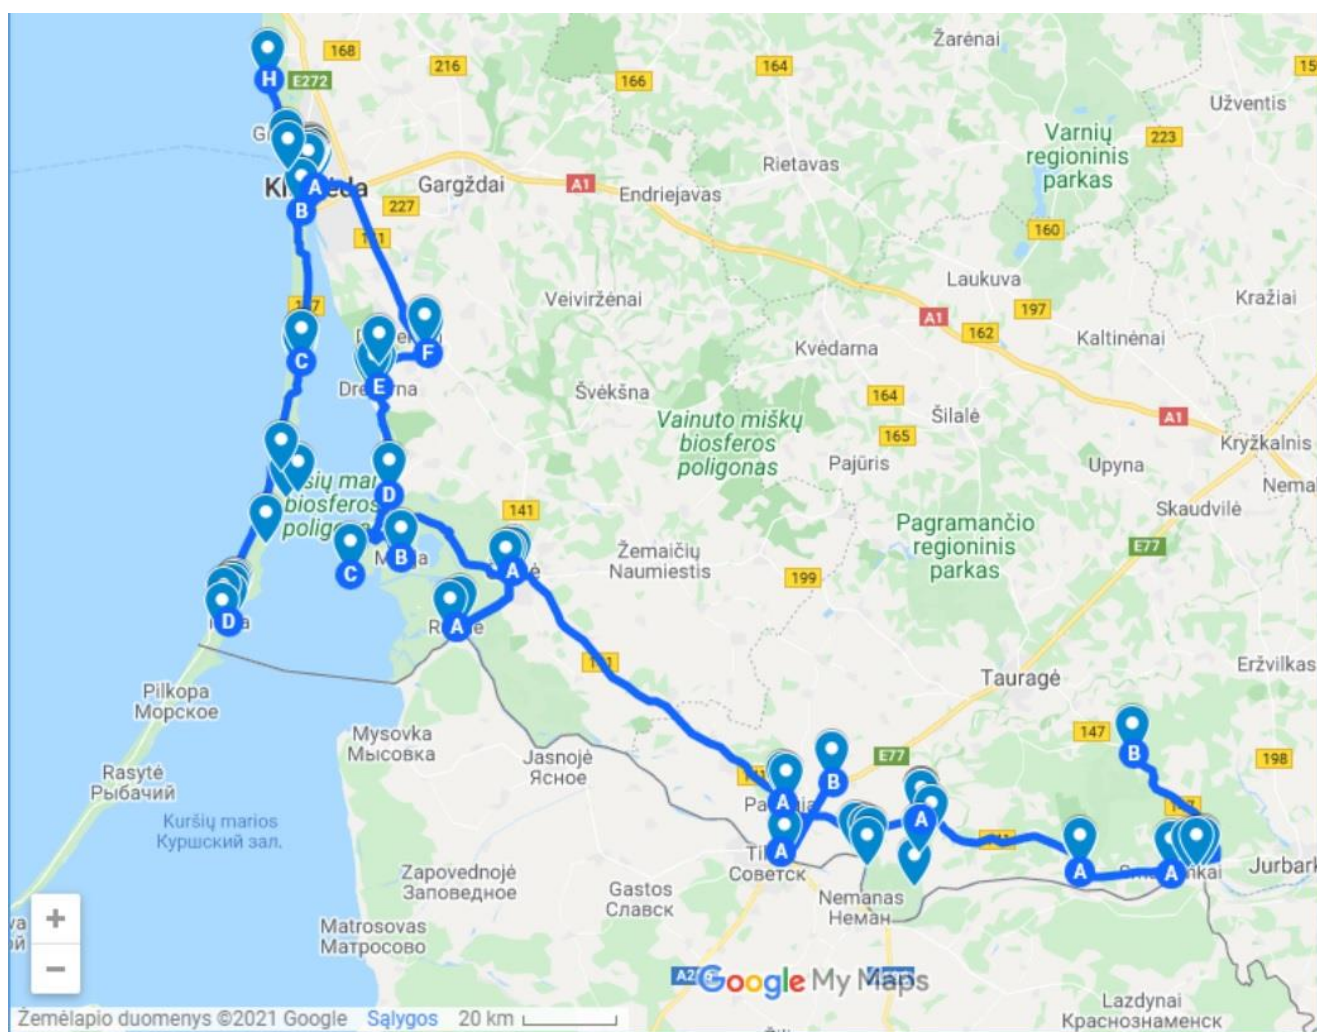 Žarėnai
168
216
164
166
E272
H
Užventis
Varnių
regioninis
parkas
223
Rietavas
Gargždai
A1
Endriejavas
A
B
227
160
Laukuva
Veiviržėnai
197
Kražiai
A1
162
Kaltinėnai
Kvėdarna
C
F
E
Švėkšna
164
Šilalė
A1
Vainuto miškų
biosferos
poligonas
165
Kryžkalnis
Pajūris
Upyna
D
biosferos
Skaudvilė
141
Pagramančio
regioninis
parkas
E77
B
C
A
Žemaičių
Naumiestis
199
D
A
Eržvilkas
Tauragė
Pilkopa
Морское
Mysovka
Мысовка
147
B
198
Jasnojė
Ясное
E77
B
Rasytė
Рыбачий
A
A
Kuršių marios
Куршский зал.
A
Советск
A
A
Zapovednojė
Заповедное
Gastos
Славск
Nemanas
Неман
Matrosovas
Матросово
+
−
Google My Maps
Lazdynai
Краснознаменск
Žemėlapio duomenys ©2021 Google Sąlygos 20 km